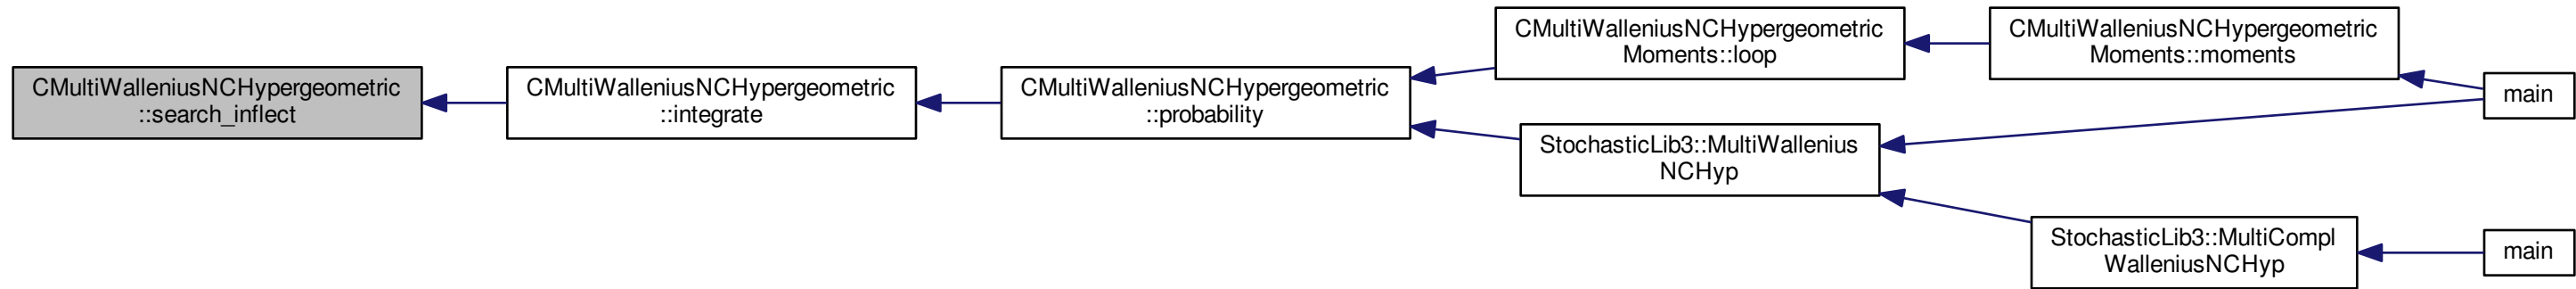 CMultiWalleniusNCHypergeometric
::search_inflect
CMultiWalleniusNCHypergeometric
::integrate
CMultiWalleniusNCHypergeometric
::probability
CMultiWalleniusNCHypergeometric
Moments::loop
CMultiWalleniusNCHypergeometric
Moments::moments
main
StochasticLib3::MultiWallenius
NCHyp
StochasticLib3::MultiCompl
WalleniusNCHyp
main